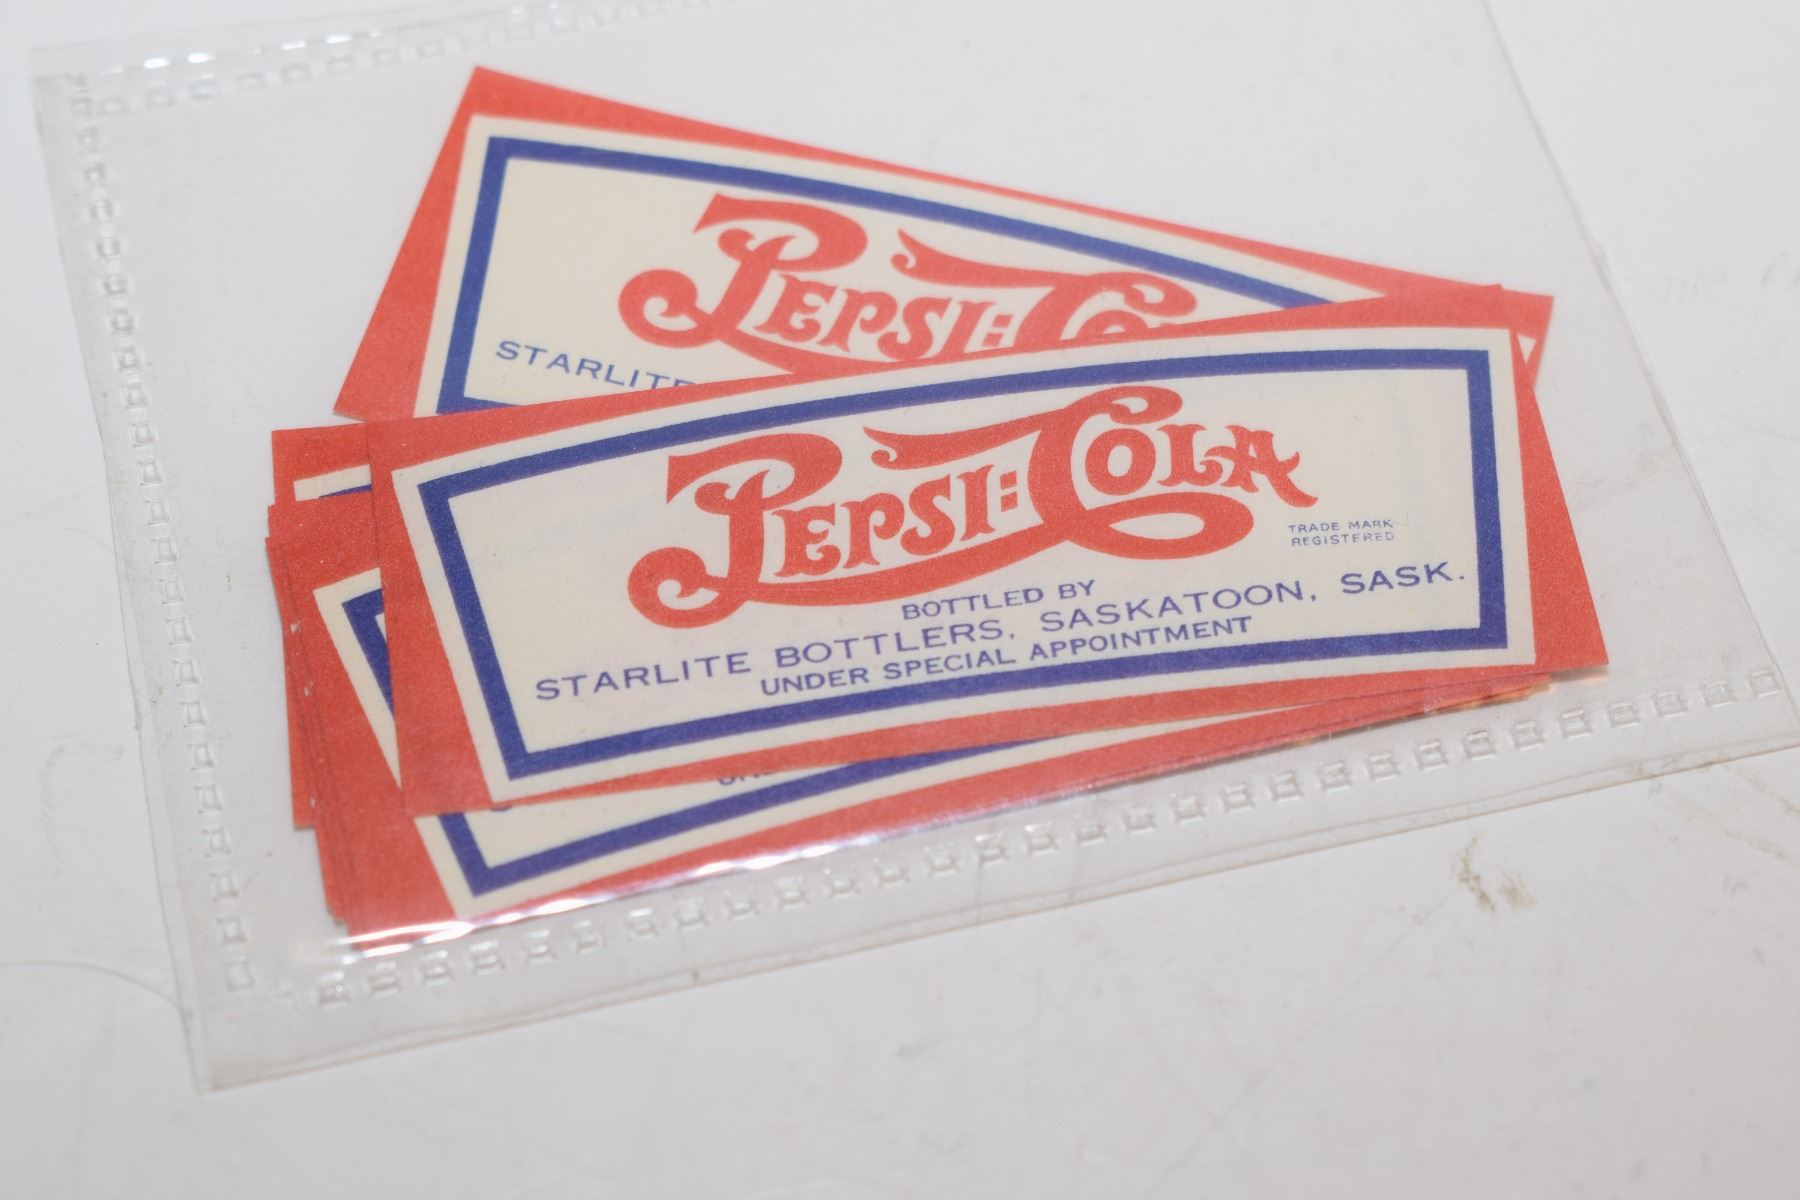 PEPSI:CO
STARLITE
PEPSI:COLA
TRADE MARK
REGISTERED
BOTTLED BY
STARLITE BOTTLERS, SASKATOON, SASK.
UNDER SPECIAL APPOINTMENT